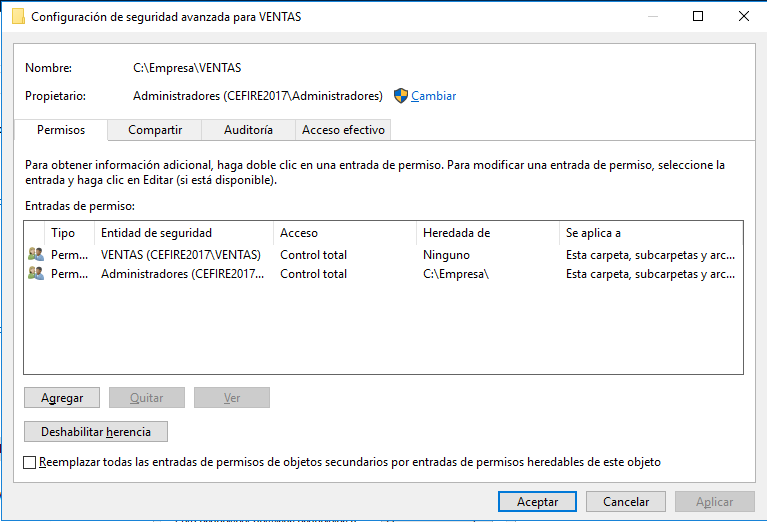 Configuración de seguridad avanzada para VENTAS
Nombre: C:\Empresa\VENTAS
Propietario: Administradores (CEFIRE2017\Administradores) Cambiar
Permisos Compartir Auditoría Acceso efectivo
Para obtener información adicional, haga doble clic en una entrada de permiso. Para modificar una entrada de permiso, seleccione la
entrada y haga clic en Editar (si está disponible).
Entradas de permiso:
Tipo Entidad de seguridad Acceso Heredada de Se aplica a
Perm... VENTAS (CEFIRE2017\VENTAS) Control total Ninguno Esta carpeta, subcarpetas y arc...
Perm... Administradores (CEFIRE2017... Control total C:\Empresa\ Esta carpeta, subcarpetas y arc...
Agregar Quitar Ver
Deshabilitar herencia
Reemplazar todas las entradas de permisos de objetos secundarios por entradas de permisos heredables de este objeto
Aceptar Cancelar Aplicar